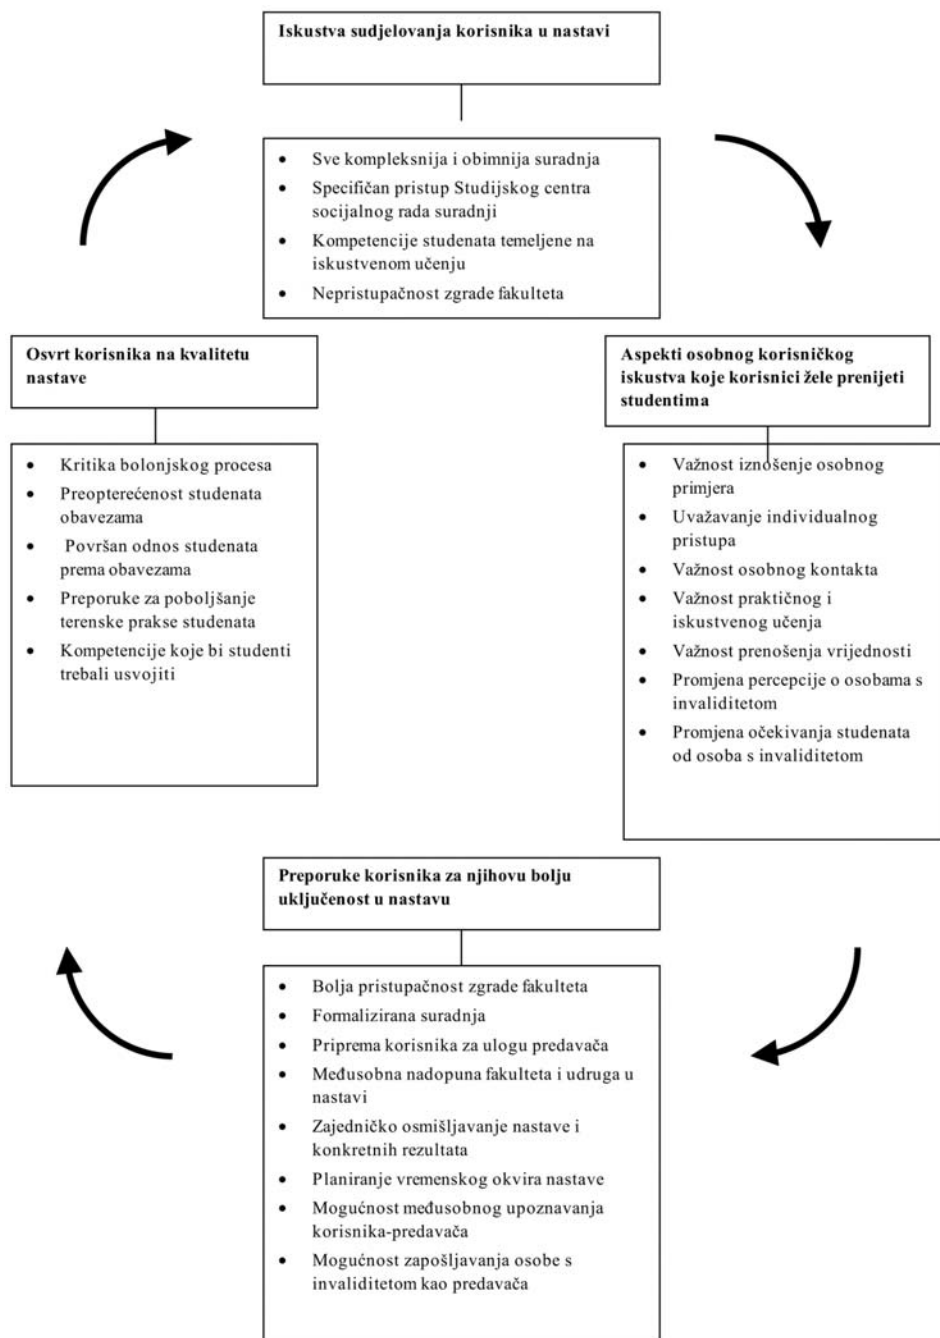 Iskustva sudjelovanja korisnika u nastavi
• Sve kompleksnija i obimnija suradnja
• Specifičan pristup Studijskog centra
socijalnog rada suradnji
• Kompetencije studenata temeljene na
iskustvenom učenju
• Nepristupačnost zgrade fakulteta
Osvrt korisnika na kvalitetu
nastave
• Kritika bolonjskog procesa
• Preopterećenost studenata
obavezama
• Površan odnos studenata
prema obavezama
• Preporuke za poboljšanje
terenske prakse studenata
• Kompetencije koje bi studenti
trebali usvojiti
Aspekti osobnog korisničkog
iskustva koje korisnici žele prenijeti
studentima
• Važnost iznošenje osobnog
primjera
• Uvažavanje individualnog
pristupa
• Važnost osobnog kontakta
• Važnost praktičnog i
iskustvenog učenja
• Važnost prenošenja vrijednosti
• Promjena percepcije o osobama s
invaliditetom
• Promjena očekivanja studenata
od osoba s invaliditetom
Preporuke korisnika za njihovu bolju
uključenost u nastavu
• Bolja pristupačnost zgrade fakulteta
• Formalizirana suradnja
• Priprema korisnika za ulogu predavača
• Međusobna nadopuna fakulteta i udruga u
nastavi
• Zajedničko osmišljavanje nastave i
konkretnih rezultata
• Planiranje vremenskog okvira nastave
• Mogućnost međusobnog upoznavanja
korisnika-predavača
• Mogućnost zapošljavanja osobe s
invaliditetom kao predavača